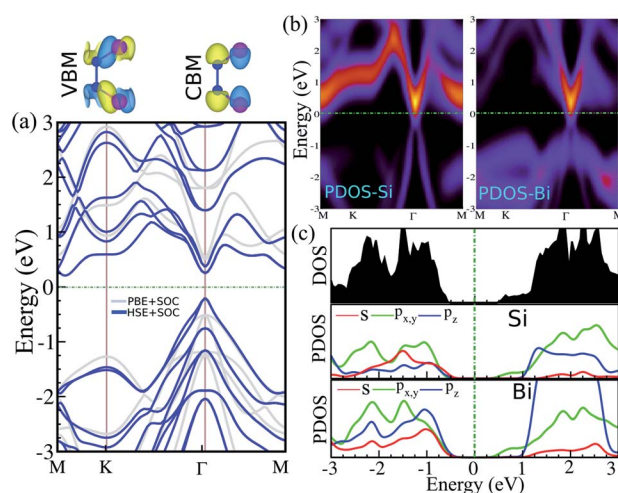 VBM
CBM
(a)
3
2
1
0
-1
-2
-3
Energy (eV)
PBE+SOC
HSE+SOC
M
K
Γ
M
(b)
3
2
1
0
-1
-2
-3
Energy (eV)
PDOS-Si
PDOS-Bi
M
K
Γ
M
M
K
Γ
M
(c)
DOS
PDOS
s
px,y
pz
Si
PDOS
s
px,y
pz
Bi
-3
-2
-1
0
1
2
3
Energy (eV)